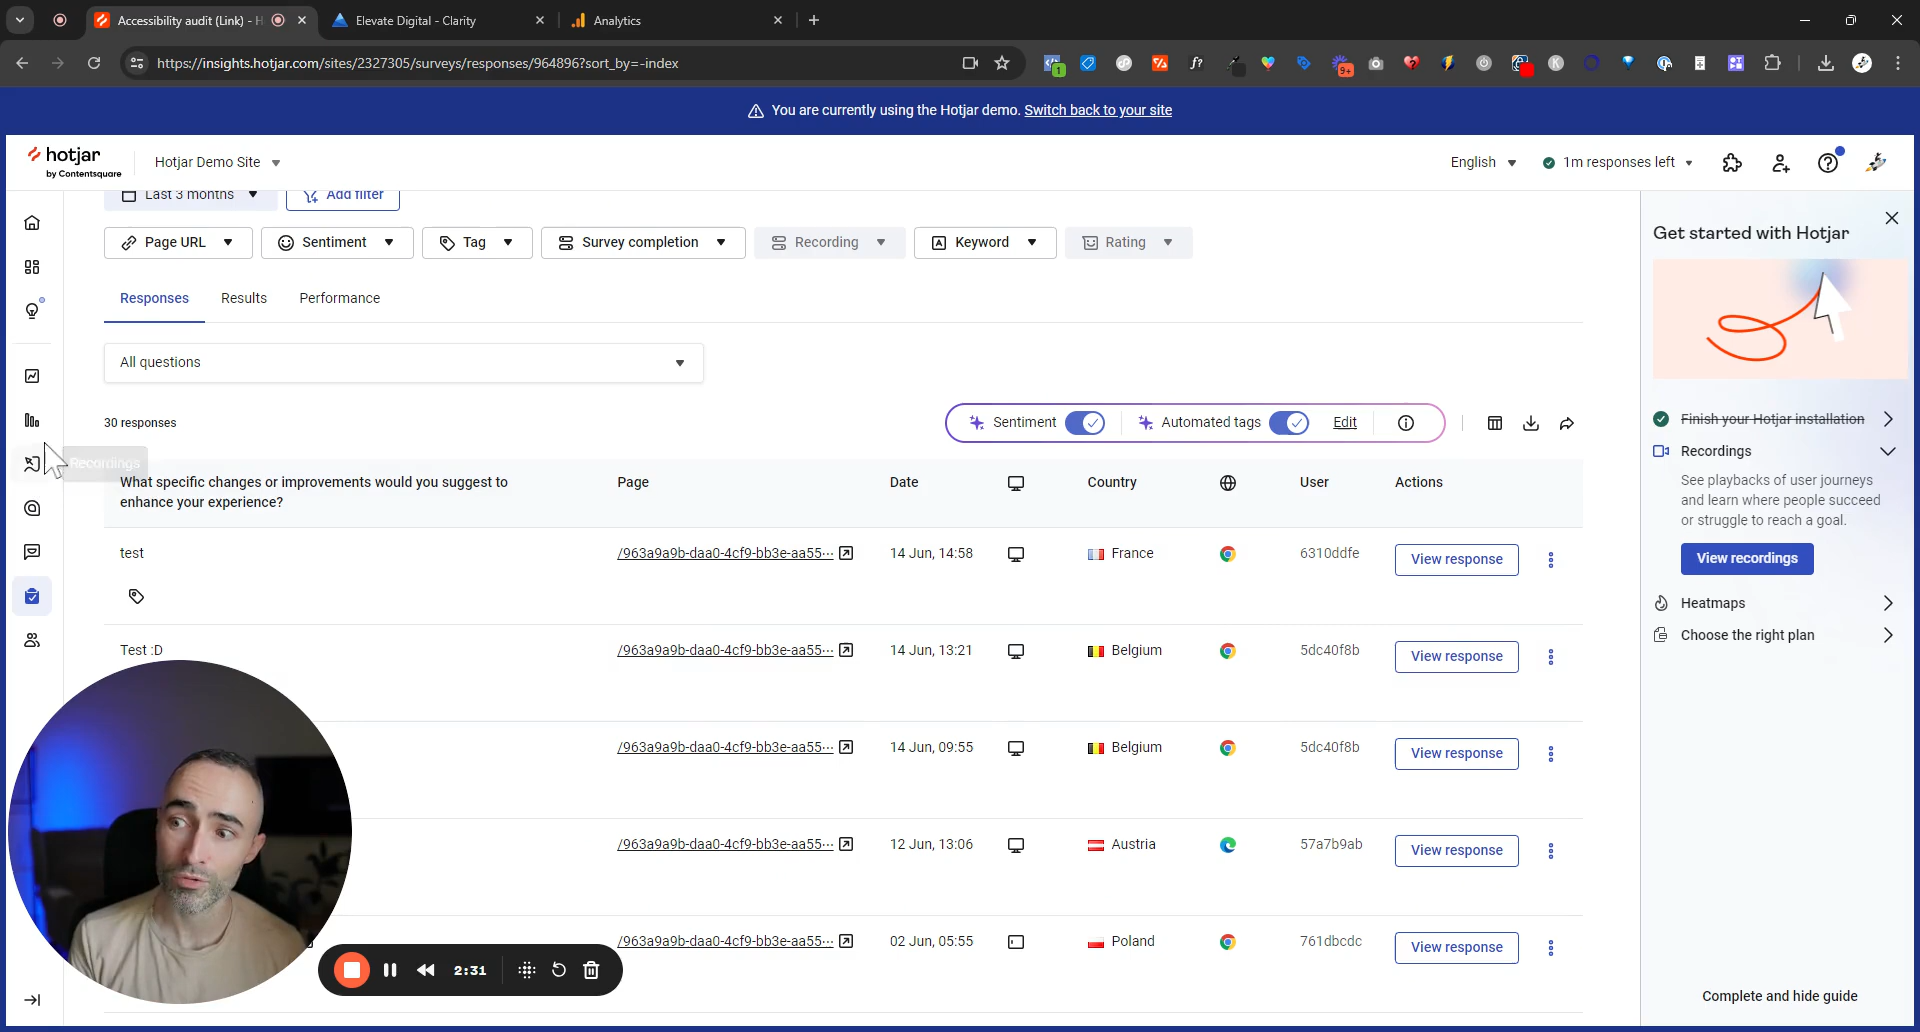 Accessibility audit (Link) - H
Elevate Digital - Clarity
Analytics
https://insights.hotjar.com/sites/2327305/surveys/responses/964896?sort_by=-index
1
f?
9+
K
You are currently using the Hotjar demo. Switch back to your site
hotjar
by Contentsquare
Hotjar Demo Site
English
1m responses left
Last 3 months
Add filter
Page URL
Sentiment
Tag
Survey completion
Recording
Keyword
Rating
Responses
Results
Performance
All questions
30 responses
Sentiment
Automated tags
Edit
Recordings
What specific changes or improvements would you suggest to
enhance your experience?
Page
Date
Country
User
Actions
test
/963a9a9b-daa0-4cf9-bb3e-aa55···
14 Jun, 14:58
France
6310ddfe
View response
Test :D
/963a9a9b-daa0-4cf9-bb3e-aa55···
14 Jun, 13:21
Belgium
5dc40f8b
View response
/963a9a9b-daa0-4cf9-bb3e-aa55···
14 Jun, 09:55
Belgium
5dc40f8b
View response
/963a9a9b-daa0-4cf9-bb3e-aa55···
12 Jun, 13:06
Austria
57a7b9ab
View response
/963a9a9b-daa0-4cf9-bb3e-aa55···
02 Jun, 05:55
Poland
761dbcdc
View response
2:31
Get started with Hotjar
Finish your Hotjar installation
Recordings
See playbacks of user journeys
and learn where people succeed
or struggle to reach a goal.
View recordings
Heatmaps
Choose the right plan
Complete and hide guide